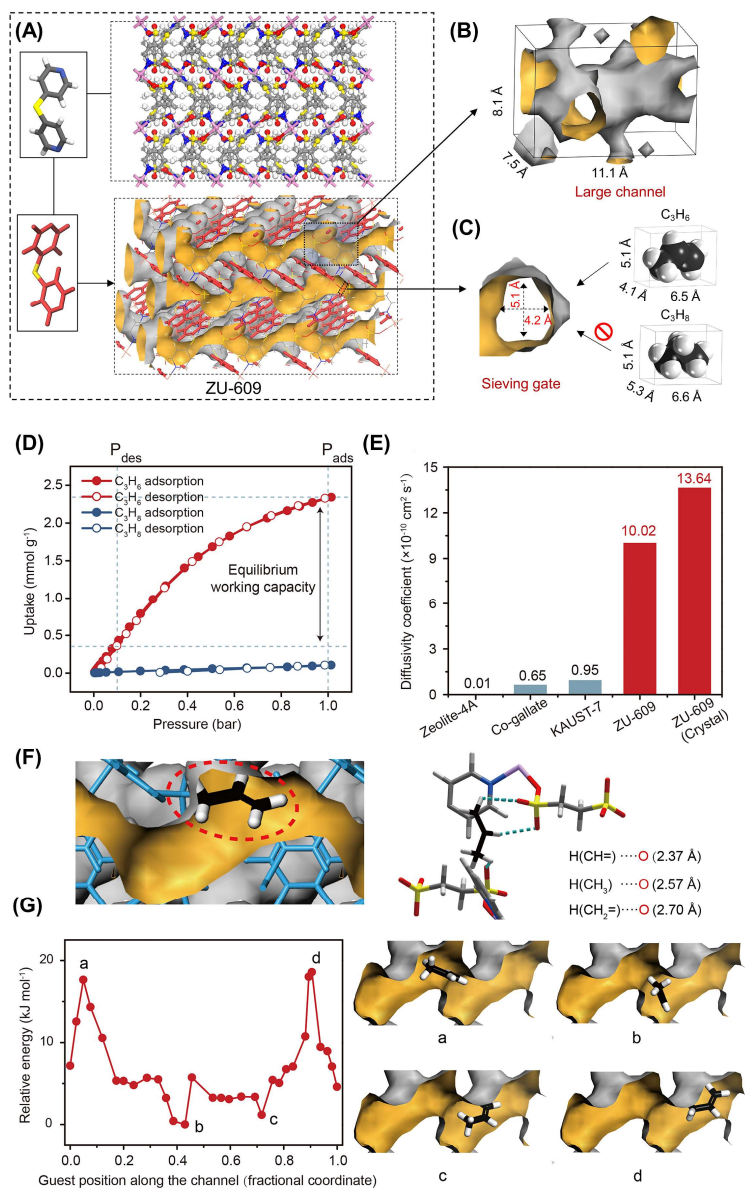 (A)
ZU-609
(B)
8.1 Å
7.5 Å
11.1 Å
Large channel
(C)
5.1 Å
4.2 Å
Sieving gate
C3H6
5.1 Å
4.1 Å
6.5 Å
C3H8
5.1 Å
5.3 Å
6.6 Å
(D)
Pdes
Pads
C3H6 adsorption
C3H6 desorption
C3H8 adsorption
C3H8 desorption
Equilibrium
working capacity
Uptake (mmol g-1)
2.5
2.0
1.5
1.0
0.5
0.0
0.0 0.2 0.4 0.6 0.8 1.0
Pressure (bar)
(E)
Diffusivity coefficient (×10-10 cm2 s-1)
15
12
9
6
3
0
0.01
0.65
0.95
10.02
13.64
Zeolite-4A
Co-gallate
KAUST-7
ZU-609
ZU-609
(Crystal)
(F)
H(CH=) ····O (2.37 Å)
H(CH3) ····O (2.57 Å)
H(CH2=)····O (2.70 Å)
(G)
Relative energy (kJ mol-1)
20
10
0
a
b
c
d
0.0 0.2 0.4 0.6 0.8 1.0
Guest position along the channel (fractional coordinate)
a
b
c
d